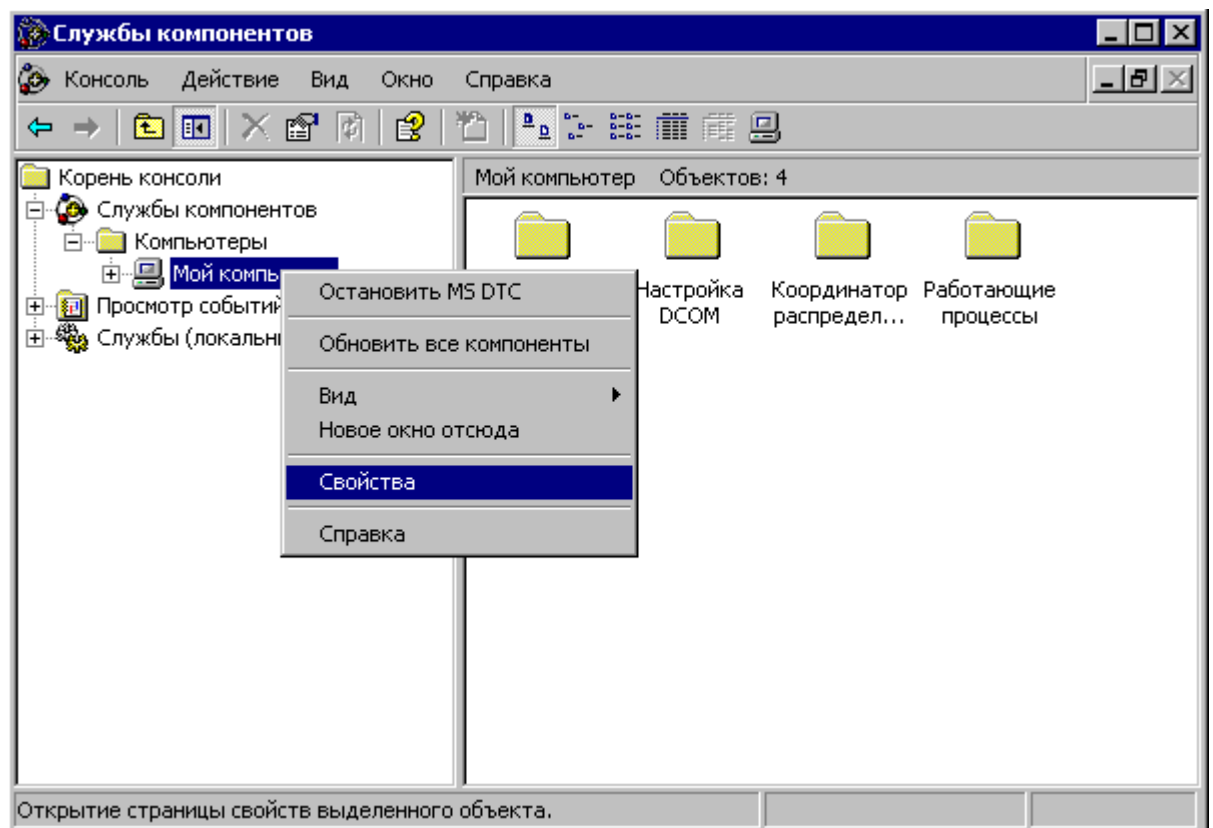 Службы компонентов
Консоль Действие Вид Окно Справка
Корень консоли
Службы компонентов
Компьютеры
Мой компь
Просмотр событий
Службы (локальн
Мой компьютер Объектов: 4
Настройка DCOM
Координатор распредел...
Работающие процессы
Остановить MS DTC
Обновить все компоненты
Вид
Новое окно отсюда
Свойства
Справка
Открытие страницы свойств выделенного объекта.